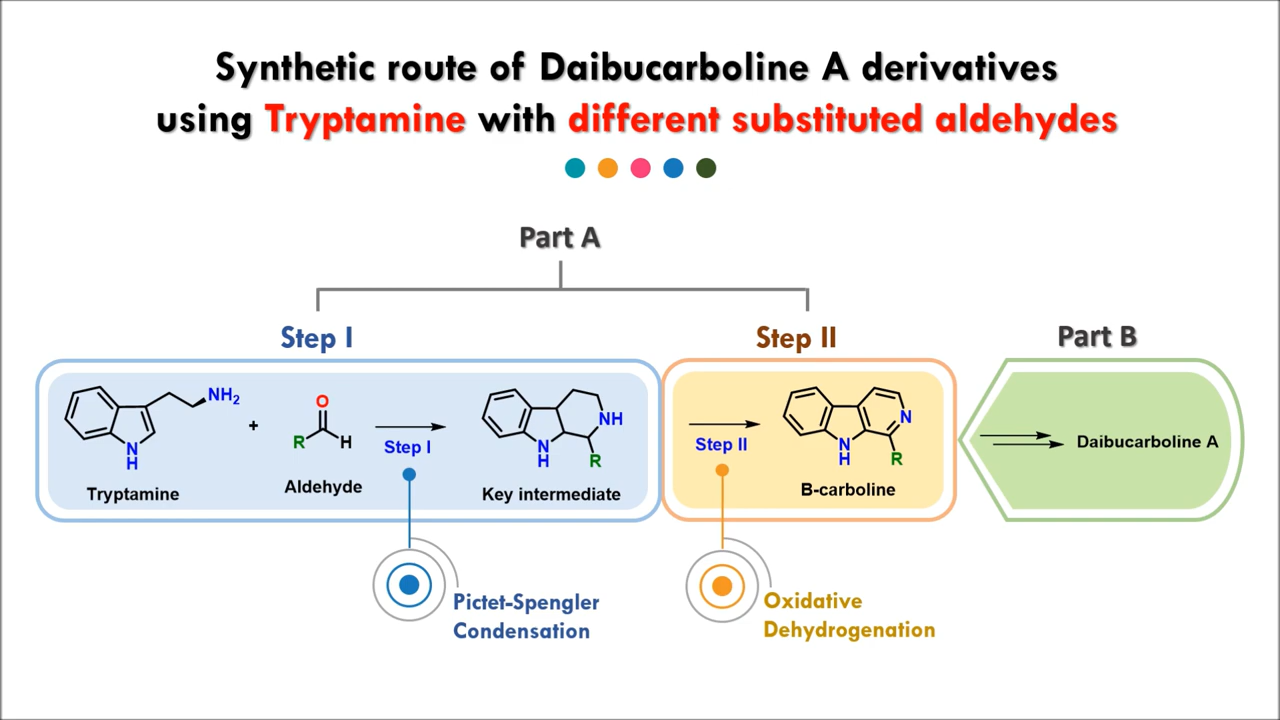 Synthetic route of Daibucarboline A derivatives
using Tryptamine with different substituted aldehydes
Part A
Step I
Step II
Part B
NH2
N
H
Tryptamine
+
O
R
H
Aldehyde
Step I
NH
N
H
R
Key intermediate
Step II
N
N
H
R
B-carboline
Daibucarboline A
Pictet-Spengler
Condensation
Oxidative
Dehydrogenation